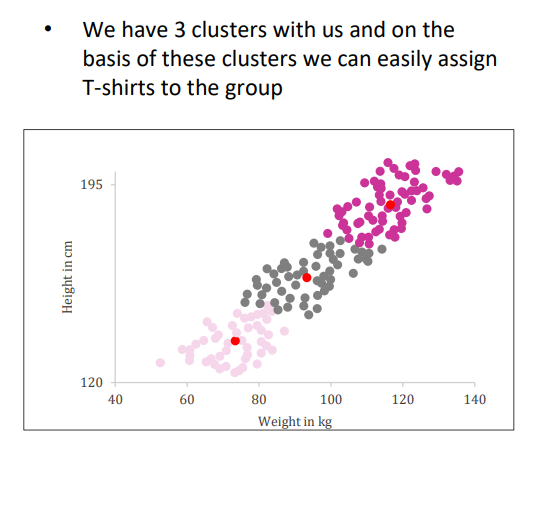 • We have 3 clusters with us and on the
basis of these clusters we can easily assign
T-shirts to the group
195
Height in cm
120
40 60 80 100 120 140
Weight in kg